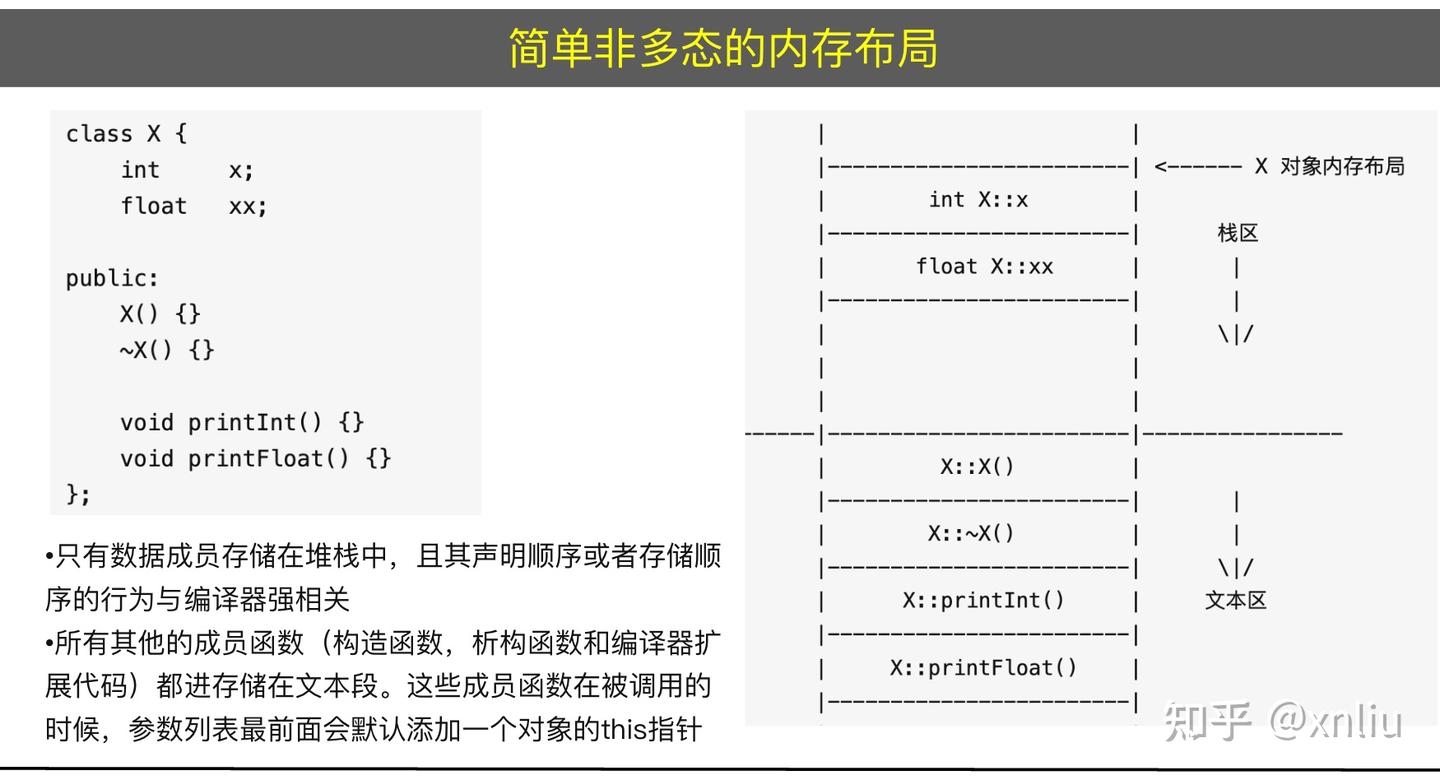 简单非多态的内存布局
class X {
    int     x;
    float   xx;

public:
    X() {}
    ~X() {}

    void printInt() {}
    void printFloat() {}
};
•只有数据成员存储在堆栈中，且其声明顺序或者存储顺
序的行为与编译器强相关
•所有其他的成员函数（构造函数，析构函数和编译器扩
展代码）都进存储在文本段。这些成员函数在被调用的
时候，参数列表最前面会默认添加一个对象的this指针
      |                        |
      |------------------------| <------ X 对象内存布局
      |        int X::x        |
      |------------------------|      栈区
      |       float X::xx      |       |
      |------------------------|       |
      |                        |      \|/
      |                        |
      |                        |
------|------------------------|----------------
      |         X::X()         |
      |------------------------|       |
      |        X::~X()         |       |
      |------------------------|      \|/
      |      X::printInt()     |     文本区
      |------------------------|
      |     X::printFloat()    |
      |------------------------|
知乎 @xnliu